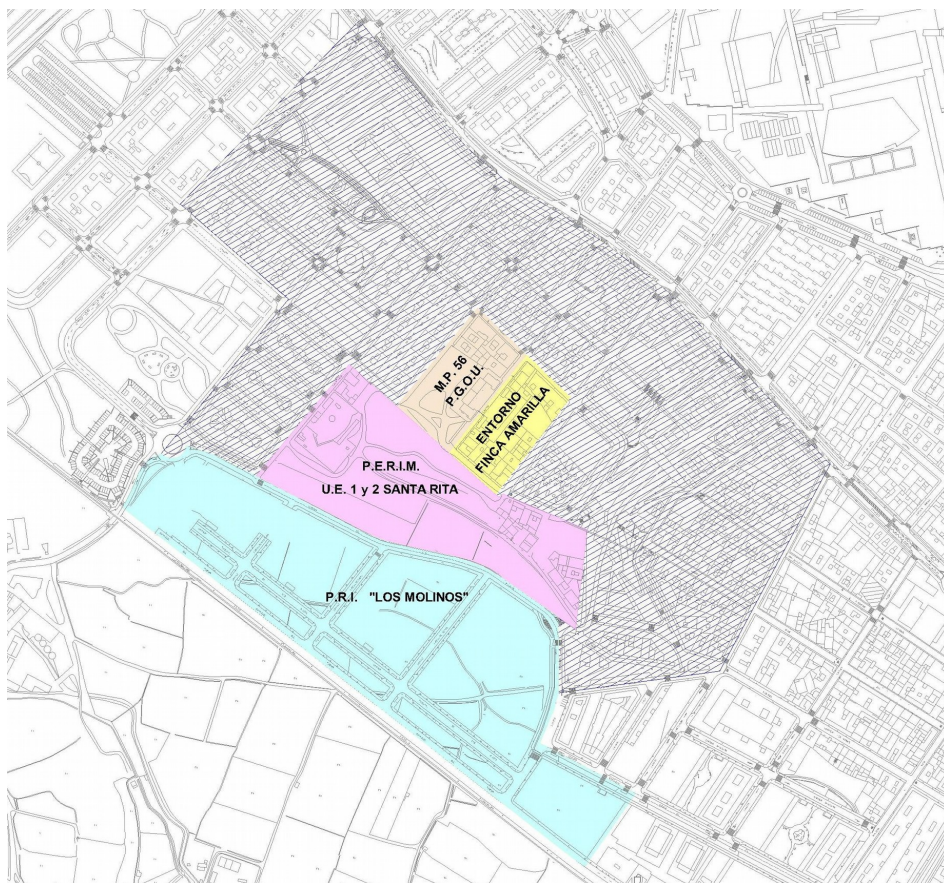 M.P. 56
P.G.O.U.
ENTORNO
FINCA AMARILLA
P.E.R.I.M.
U.E. 1 y 2 SANTA RITA
P.R.I. "LOS MOLINOS"